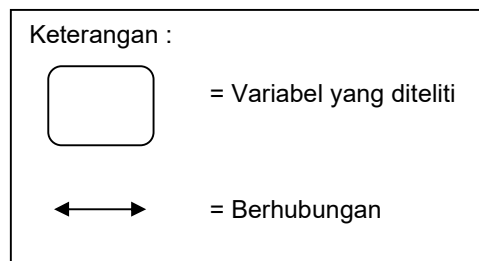 Keterangan :
= Variabel yang diteliti
= Berhubungan